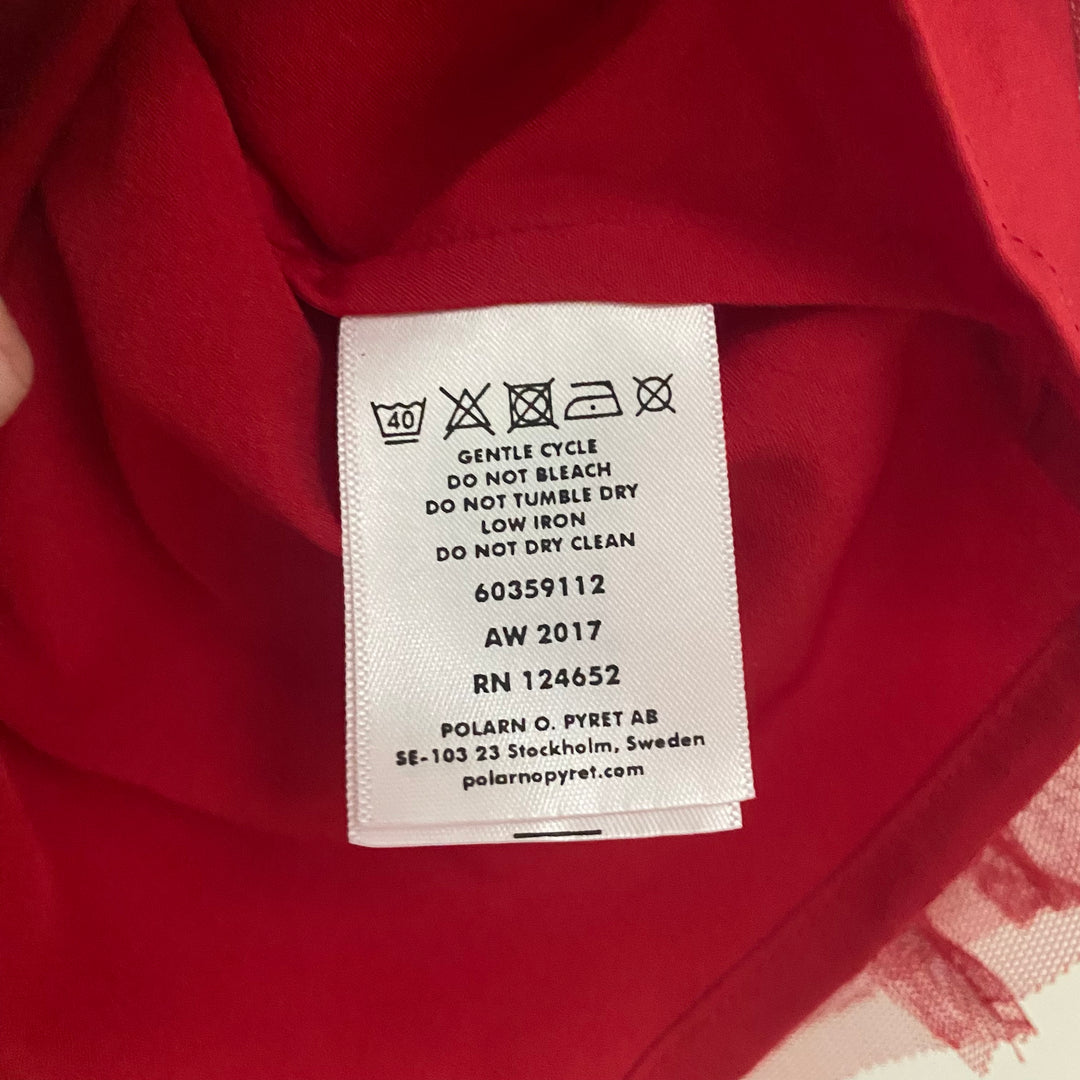 40
GENTLE CYCLE
DO NOT BLEACH
DO NOT TUMBLE DRY
LOW IRON
DO NOT DRY CLEAN
60359112
AW 2017
RN 124652
POLARN O. PYRET AB
SE-103 23 Stockholm, Sweden
polarnopyret.com